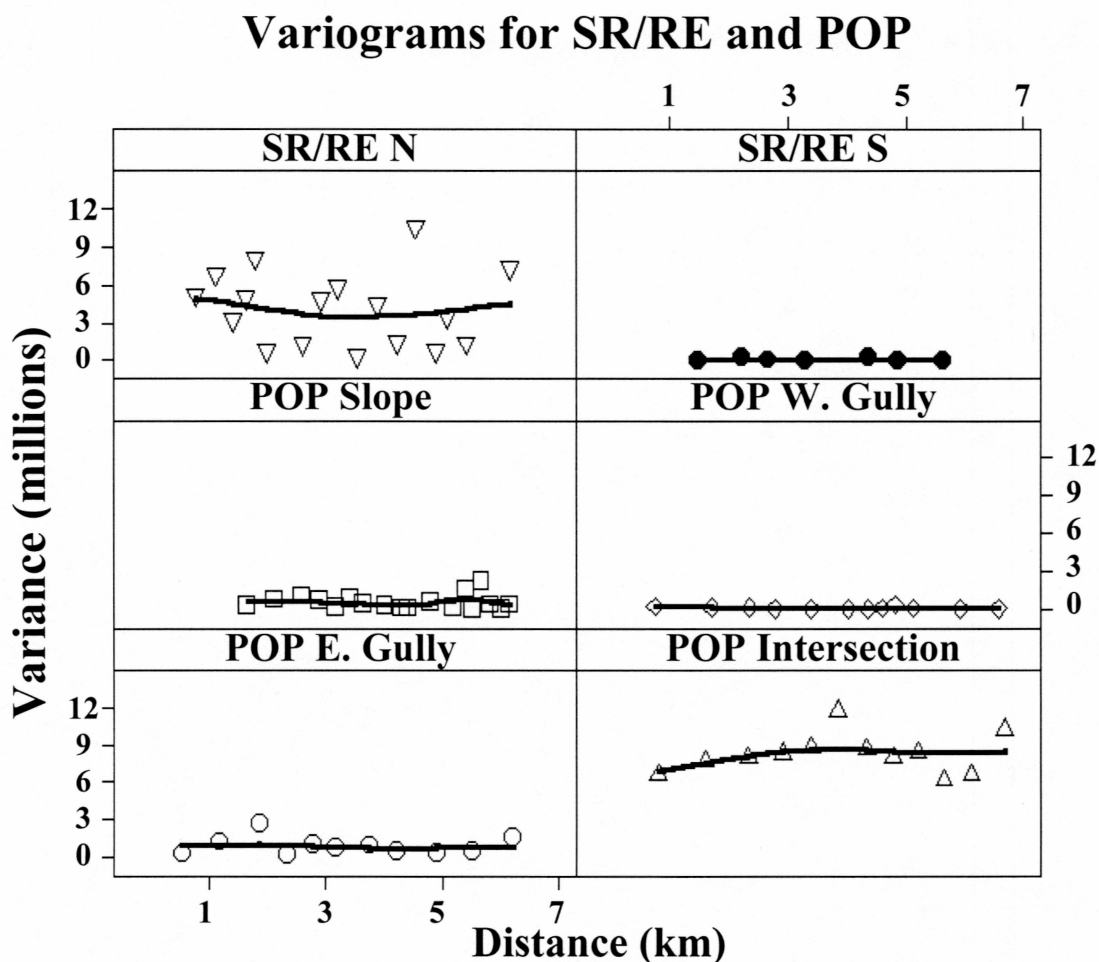 Variograms for SR/RE and POP
1 3 5 7
SR/RE N SR/RE S
12
9
6
3
0
POP Slope POP W. Gully
12
9
6
3
0
POP E. Gully POP Intersection
12
9
6
3
0
1 3 5 7
Distance (km)
Variance (millions)